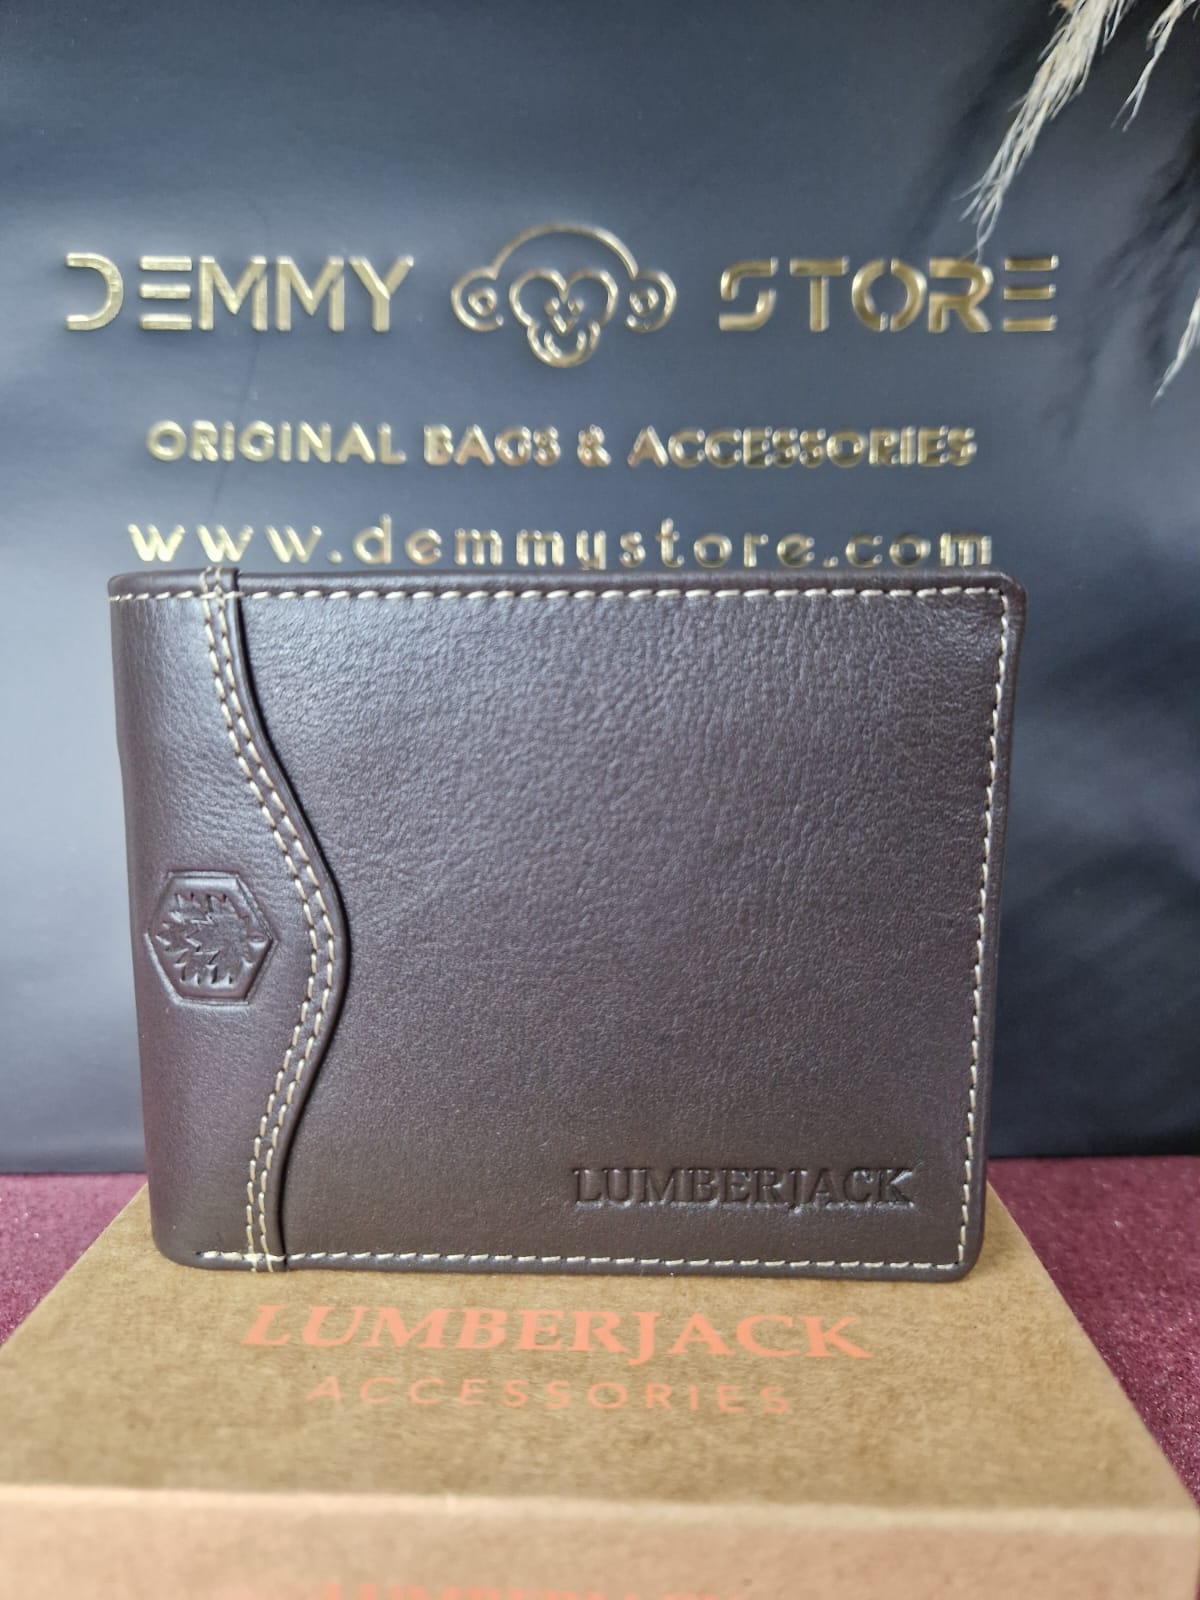 DEMMY STORE
ORIGINAL BAGS & ACCESSORIES
www.demmystore.com
LUMBERJACK
LUMBERJACK
ACCESSORIES